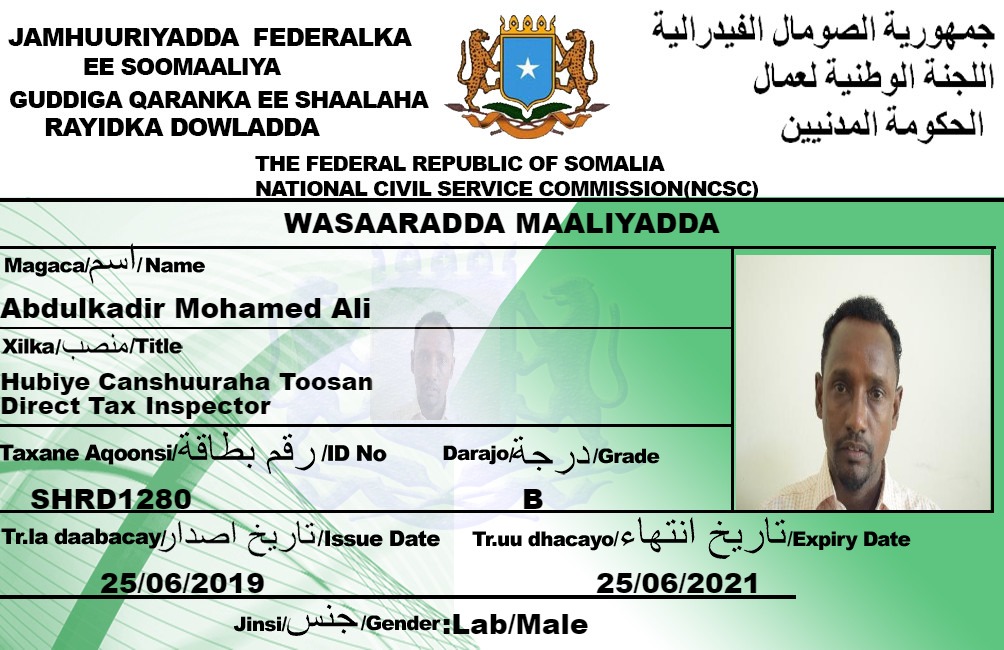 JAMHUURIYADDA FEDERALKA
EE SOOMAALIYA
GUDDIGA QARANKA EE SHAALAHA
RAYIDKA DOWLADDA
جمهورية الصومال الفيدرالية
اللجنة الوطنية لعمال
الحكومة المدنيين
THE FEDERAL REPUBLIC OF SOMALIA
NATIONAL CIVIL SERVICE COMMISSION(NCSC)
WASAARADDA MAALIYADDA
Magaca/اسم/Name
Abdulkadir Mohamed Ali
Xilka/منصب/Title
Hubiye Canshuuraha Toosan
Direct Tax Inspector
Taxane Aqoonsi/رقم بطاقة/ID No
Darajo/درجة/Grade
SHRD1280
B
Tr.la daabacay/تاريخ اصدار/Issue Date
Tr.uu dhacayo/تاريخ انتهاء/Expiry Date
25/06/2019
25/06/2021
Jinsi/جنس/Gender:Lab/Male